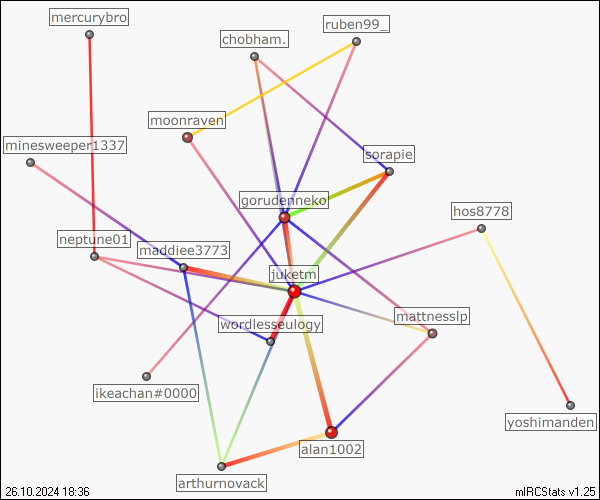 mercurybro
ruben99_
chobham.
moonraven
minesweeper1337
sorapie
gorudenneko
hos8778
neptune01
maddiee3773
juketm
mattnesslp
wordlesseulogy
ikeachan#0000
yoshimanden
alan1002
arthurnovack
26.10.2024 18:36
mIRCStats v1.25